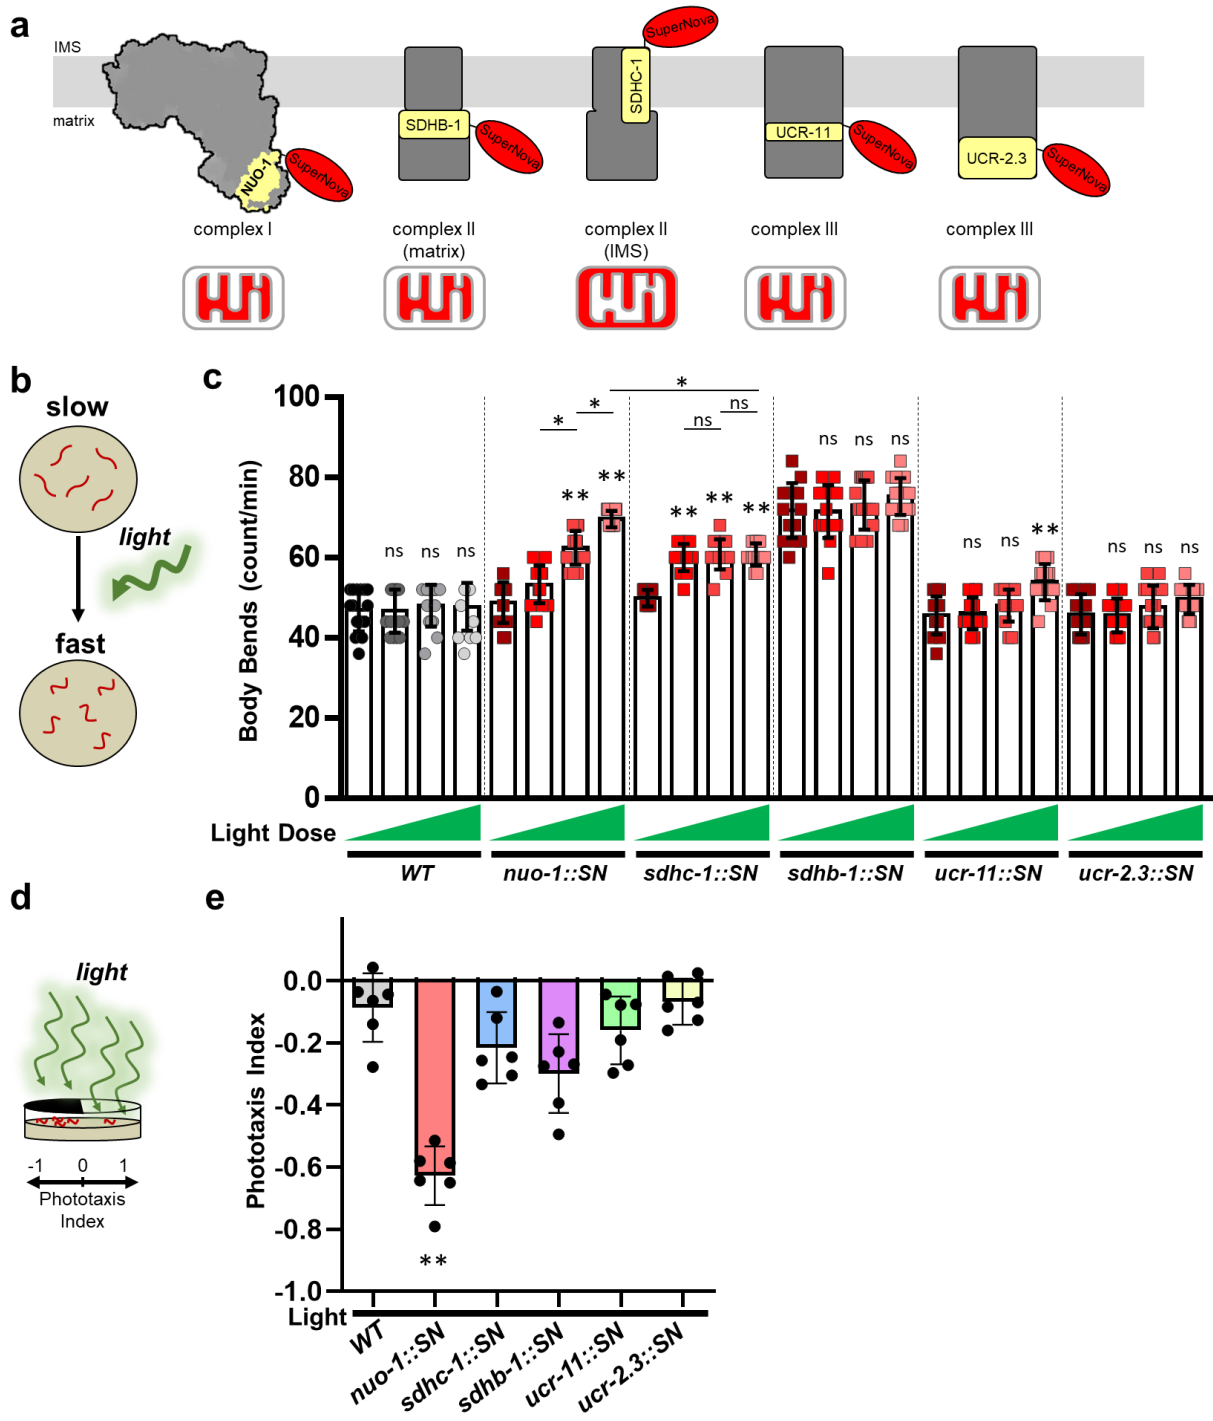 a
IMS
matrix
NUO-1
SuperNova
SDHB-1
SuperNova
SDHC-1
SuperNova
UCR-11
SuperNova
UCR-2.3
SuperNova
complex I
complex II
(matrix)
complex II
(IMS)
complex III
complex III
b
slow
light
fast
c
Body Bends (count/min)
100
80
60
40
20
0
ns
ns
ns
*
*
**
**
*
ns
ns
**
**
**
ns
ns
ns
ns
ns
**
ns
ns
ns
Light Dose
WT
nuo-1::SN
sdhc-1::SN
sdhb-1::SN
ucr-11::SN
ucr-2.3::SN
d
light
-1 0 1
Phototaxis
Index
e
Phototaxis Index
0.0
-0.2
-0.4
-0.6
-0.8
-1.0
**
Light
WT
nuo-1::SN
sdhc-1::SN
sdhb-1::SN
ucr-11::SN
ucr-2.3::SN